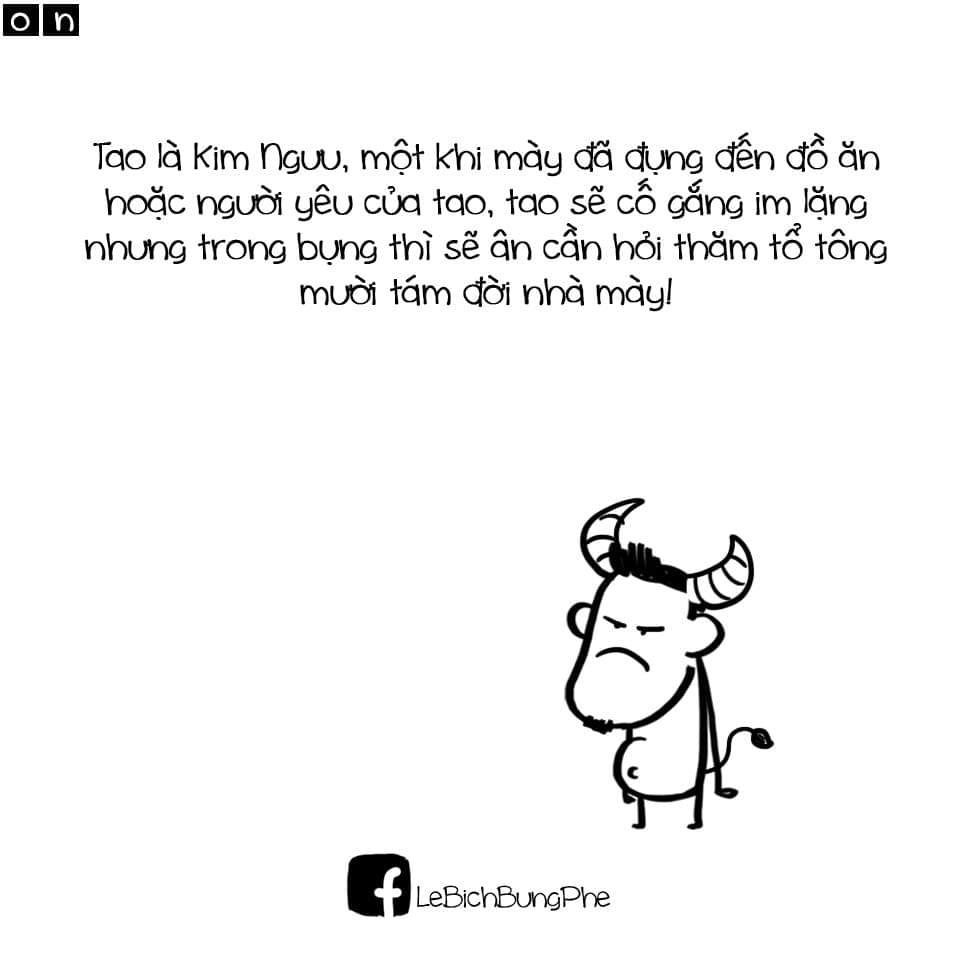 on
Tao là Kim Ngưu, một khi mày đã đụng đến đồ ăn
hoặc người yêu của tao, tao sẽ cố gắng im lặng
nhưng trong bụng thì sẽ ân cần hỏi thăm tổ tông
mười tám đời nhà mày!
f LeBichBungPhe